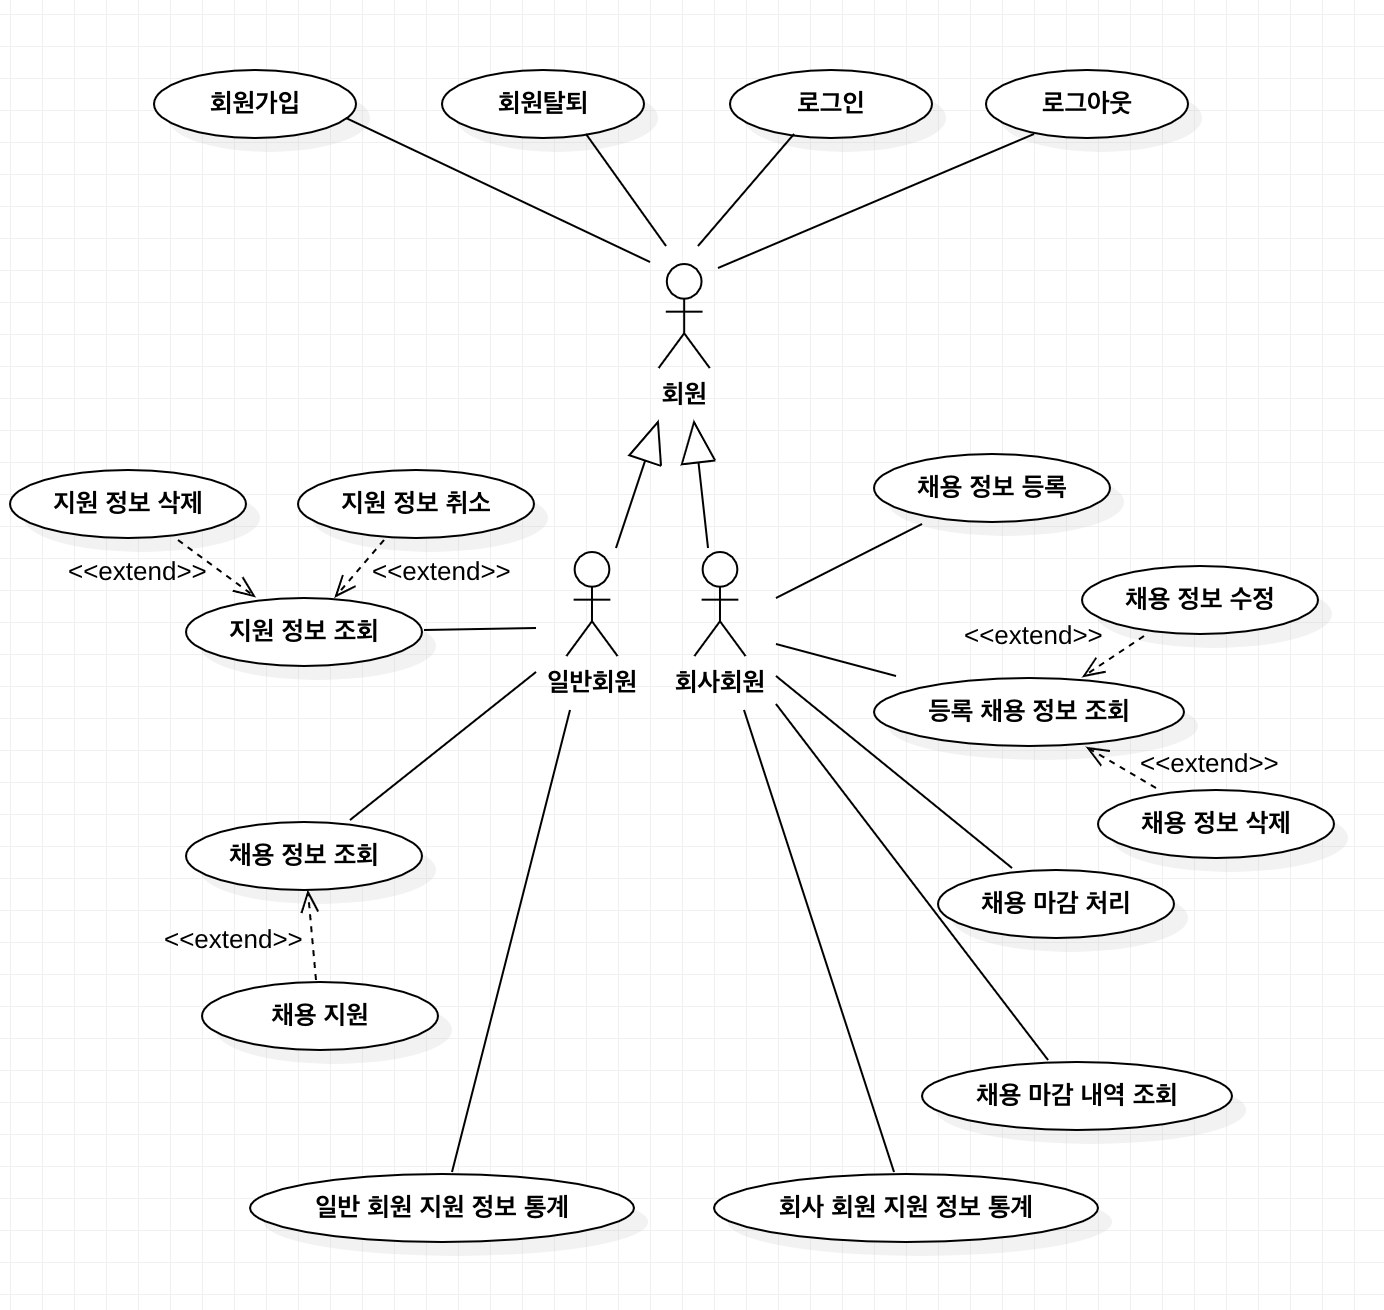 회원가입
회원탈퇴
로그인
로그아웃
회원
지원 정보 삭제
지원 정보 취소
<<extend>>
<<extend>>
지원 정보 조회
일반회원
회사회원
채용 정보 등록
채용 정보 수정
<<extend>>
등록 채용 정보 조회
<<extend>>
채용 정보 삭제
채용 정보 조회
<<extend>>
채용 지원
채용 마감 처리
채용 마감 내역 조회
일반 회원 지원 정보 통계
회사 회원 지원 정보 통계